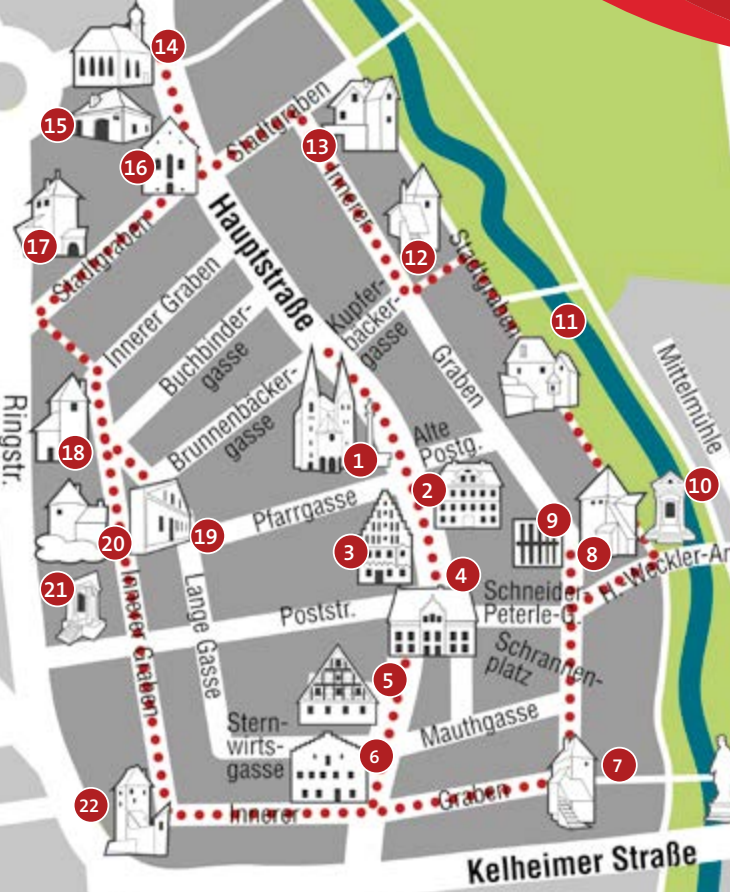 14
15
16
17
13
12
11
Stadtgraben
Innerer
Stadtgraben
Stadtgraben
Hauptstraße
Innerer Graben
Buchbinder-
gasse
Kupfer-
bäcker-
gasse
Graben
Mittelmühle
Ringstr.
Brunnenbäcker-
gasse
18
1
Alte
Postg.
2
10
Pfarrgasse
19
20
3
9
8
4
21
Schneider-
Peterle-G.
H. Weckler-An
Innerer Graben
Lange Gasse
Poststr.
Schrannen-
platz
5
Stern-
wirts-
gasse
6
Mauthgasse
7
22
Innerer
Graben
Kelheimer Straße